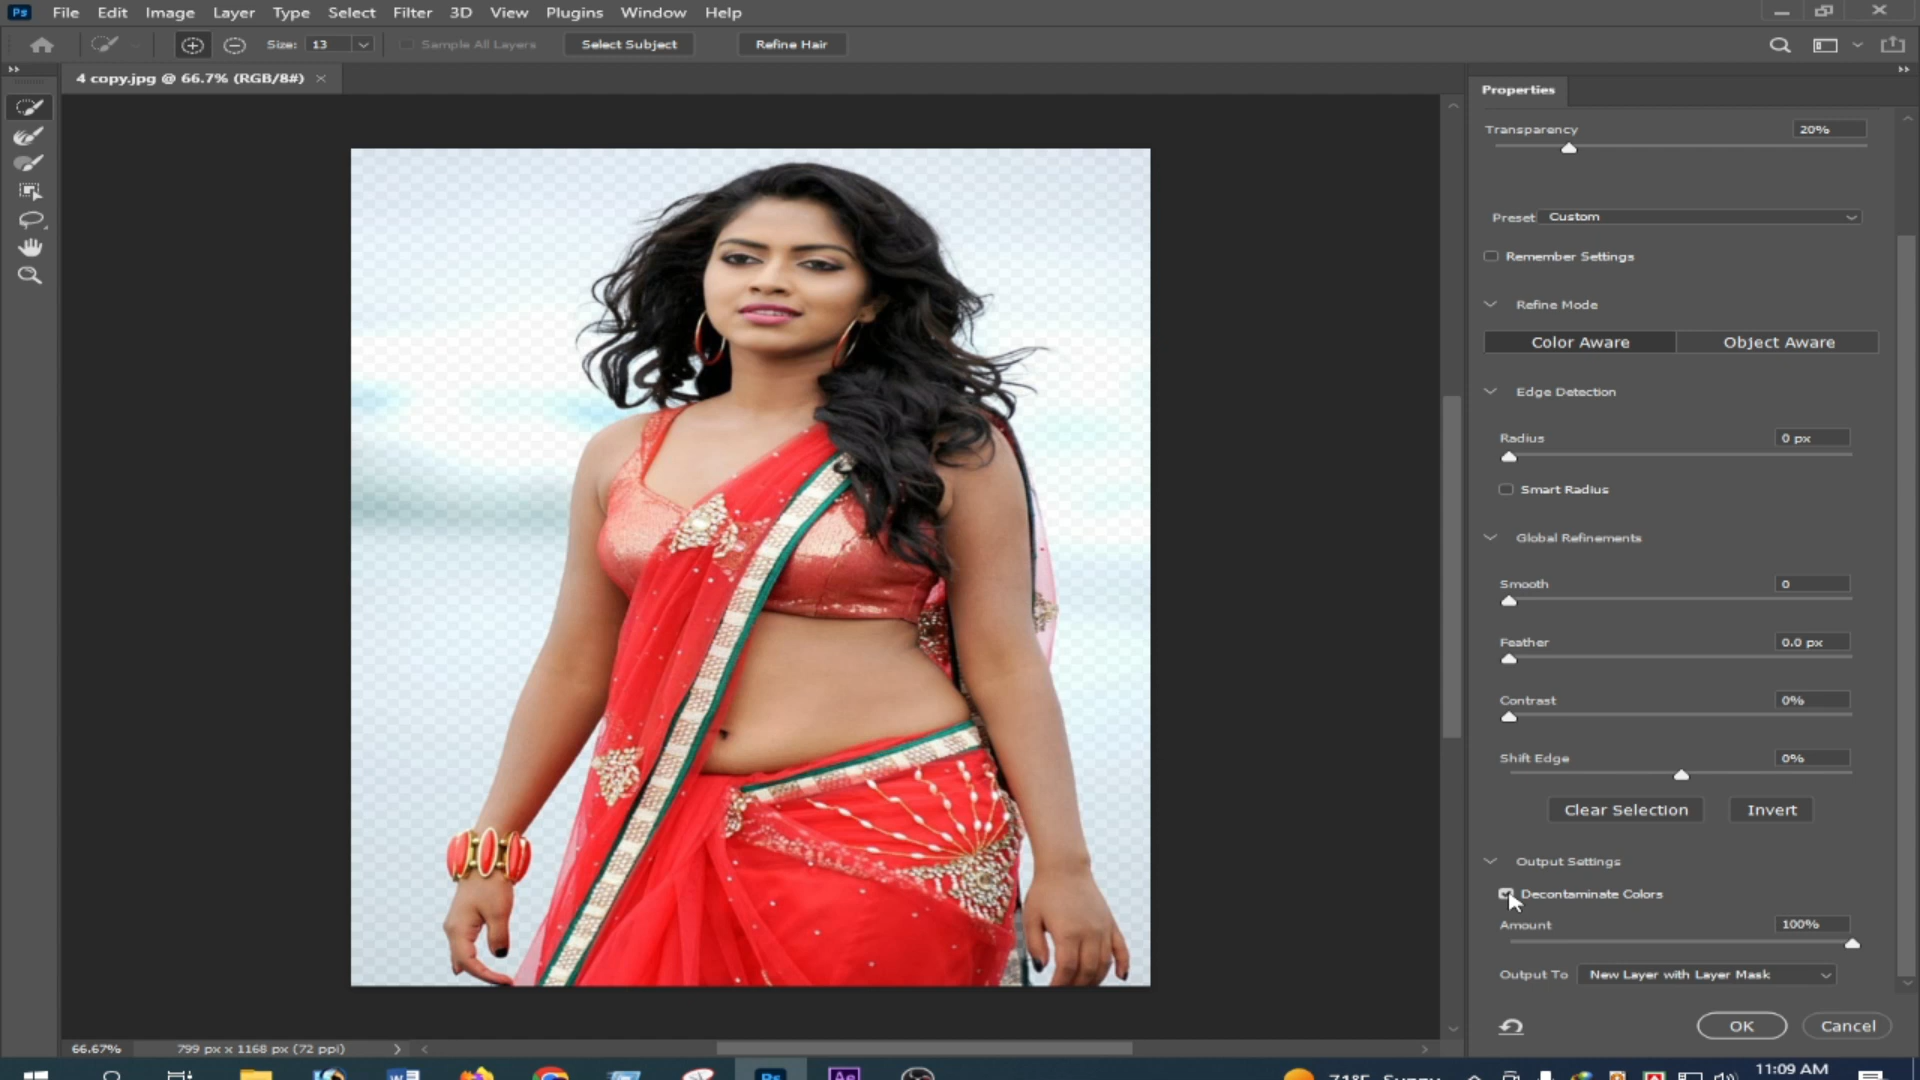 Ps File Edit Image Layer Type Select Filter 3D View Plugins Window Help
Size: 13 Sample All Layers Select Subject Refine Hair
4 copy.jpg @ 66.7% (RGB/8#)
Properties
Transparency 20%
Preset Custom
Remember Settings
Refine Mode
Color Aware Object Aware
Edge Detection
Radius 0 px
Smart Radius
Global Refinements
Smooth 0
Feather 0.0 px
Contrast 0%
Shift Edge 0%
Clear Selection Invert
Output Settings
Decontaminate Colors
Amount 100%
Output To New Layer with Layer Mask
OK Cancel
66.67% 799 px x 1168 px (72 ppi)
Ps Ae 71°F Sunny 11:09 AM